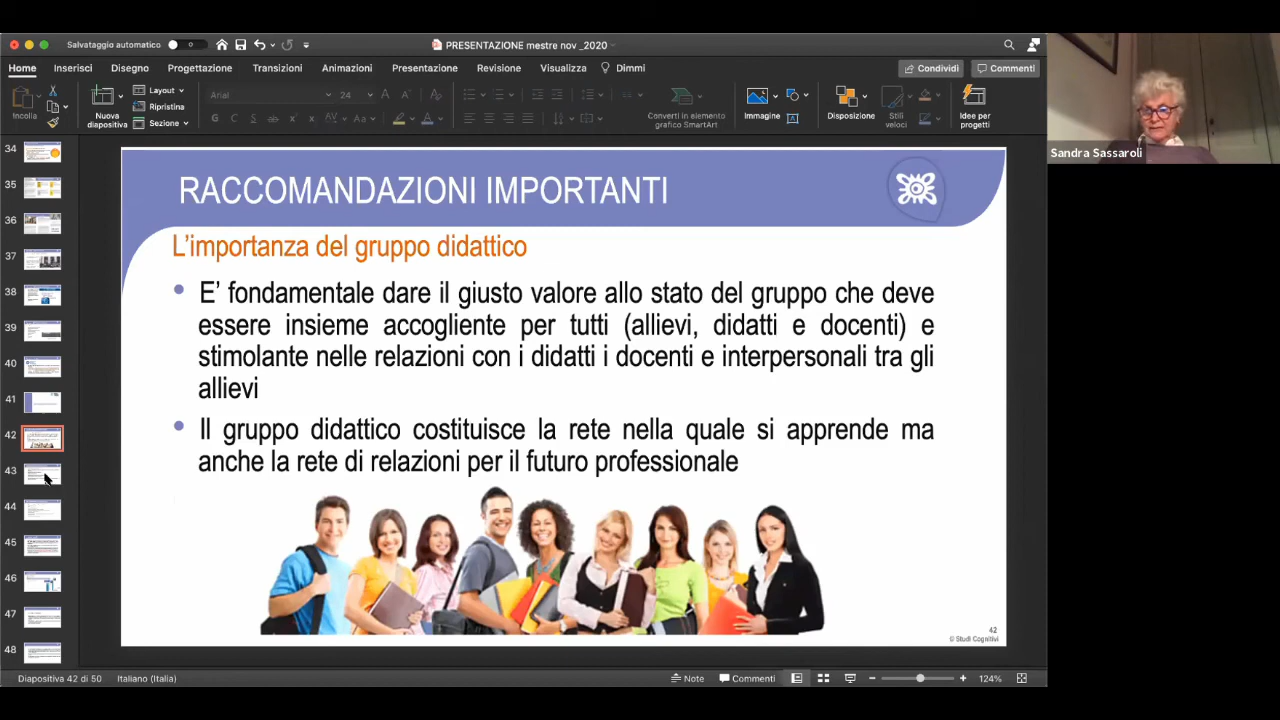 Salvataggio automatico
PRESENTAZIONE mestre nov _2020
Home Inserisci Disegno Progettazione Transizioni Animazioni Presentazione Revisione Visualizza Dimmi
Condividi Commenti
Incolla
Nuova diapositiva
Layout
Ripristina
Sezione
Arial 24
Converti in elemento grafico SmartArt
Immagine
Disposizione
Stili veloci
Idee per progetti
Sandra Sassaroli
34
35
36
37
38
39
40
41
42
43
44
45
46
47
48
RACCOMANDAZIONI IMPORTANTI
L'importanza del gruppo didattico
• E' fondamentale dare il giusto valore allo stato del gruppo che deve
essere insieme accogliente per tutti (allievi, didatti e docenti) e
stimolante nelle relazioni con i didatti i docenti e interpersonali tra gli
allievi
• Il gruppo didattico costituisce la rete nella quale si apprende ma
anche la rete di relazioni per il futuro professionale
42
© Studi Cognitivi
Diapositiva 42 di 50 Italiano (Italia) Note Commenti 124%